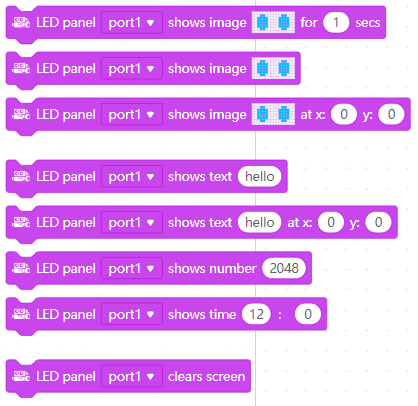 LED panel port1 shows image for 1 secs
LED panel port1 shows image
LED panel port1 shows image at x: 0 y: 0
LED panel port1 shows text hello
LED panel port1 shows text hello at x: 0 y: 0
LED panel port1 shows number 2048
LED panel port1 shows time 12 : 0
LED panel port1 clears screen